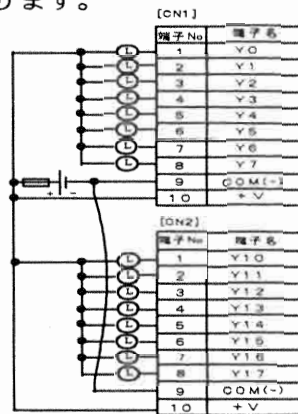 ります。
[CN1]
端子No 端子名
1 Y0
2 Y1
3 Y2
4 Y3
5 Y4
6 Y5
7 Y6
8 Y7
9 COM(-)
10 +V
L
L
L
L
L
L
L
L
+ -
[CN2]
端子No 端子名
1 Y10
2 Y11
3 Y12
4 Y13
5 Y14
6 Y15
7 Y16
8 Y17
9 COM(-)
10 +V
L
L
L
L
L
L
L
L